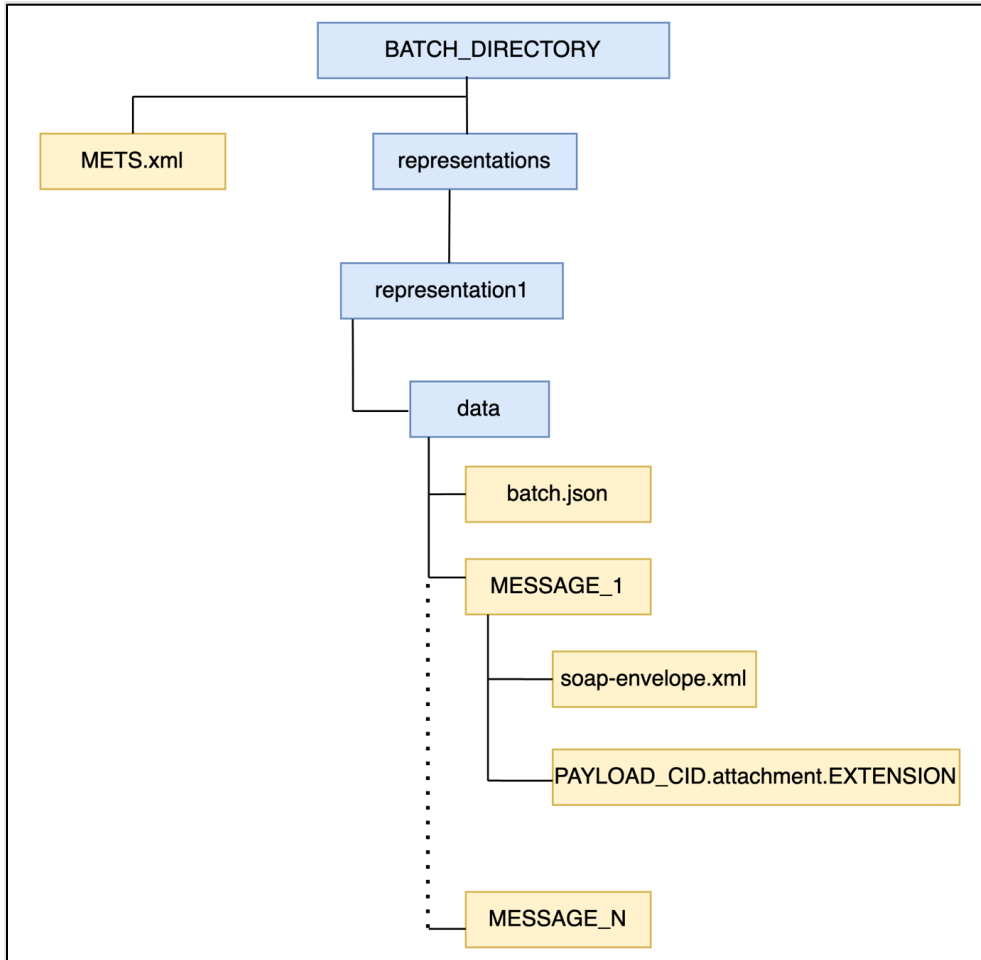 BATCH_DIRECTORY
METS.xml
representations
representation1
data
batch.json
MESSAGE_1
soap-envelope.xml
PAYLOAD_CID.attachment.EXTENSION
MESSAGE_N